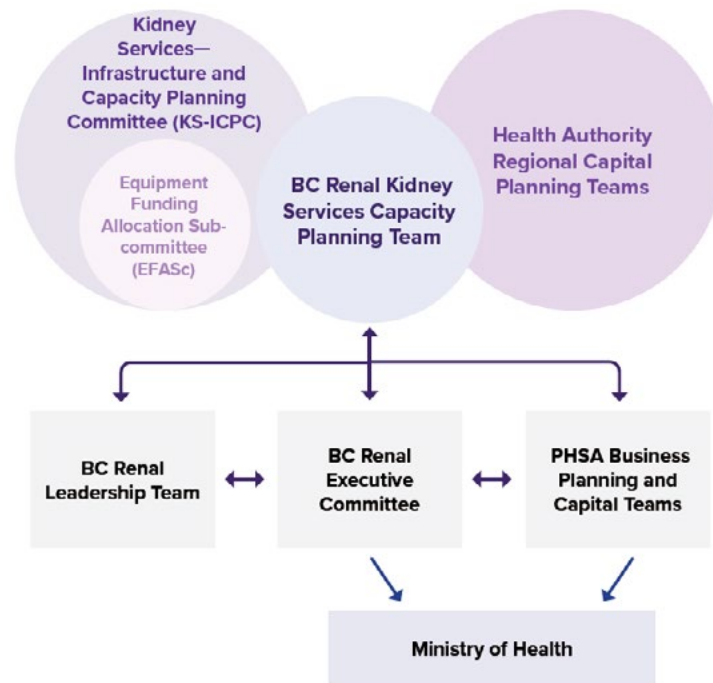 Kidney
Services—
Infrastructure and
Capacity Planning
Committee (KS-ICPC)
Equipment
Funding
Allocation Sub-
committee
(EFASc)
BC Renal Kidney
Services Capacity
Planning Team
Health Authority
Regional Capital
Planning Teams
BC Renal
Leadership Team
BC Renal
Executive
Committee
PHSA Business
Planning and
Capital Teams
Ministry of Health